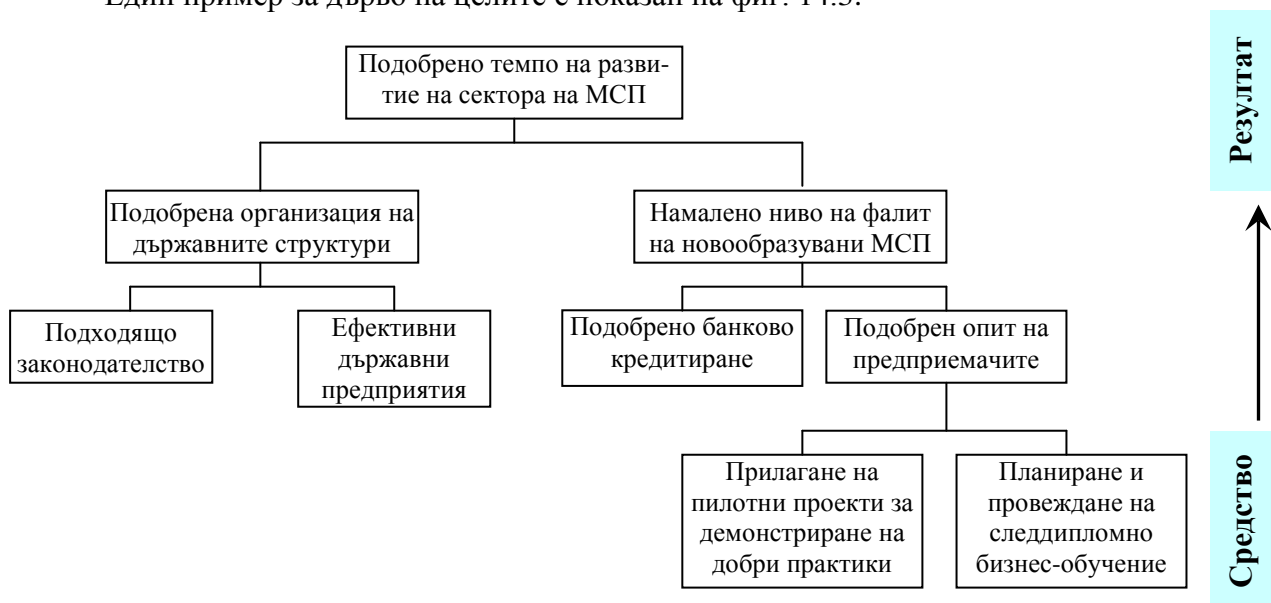 Един пример за дърво на целите е показан на фиг. 14.3.
Подобрено темпо на разви-
тие на сектора на МСП
Резултат
Подобрена организация на
държавните структури
Намалено ниво на фалит
на новообразувани МСП
Подходящо
законодателство
Ефективни
държавни
предприятия
Подобрено банково
кредитиране
Подобрен опит на
предприемачите
Прилагане на
пилотни проекти за
демонстриране на
добри практики
Планиране и
провеждане на
следдипломно
бизнес-обучение
Средство